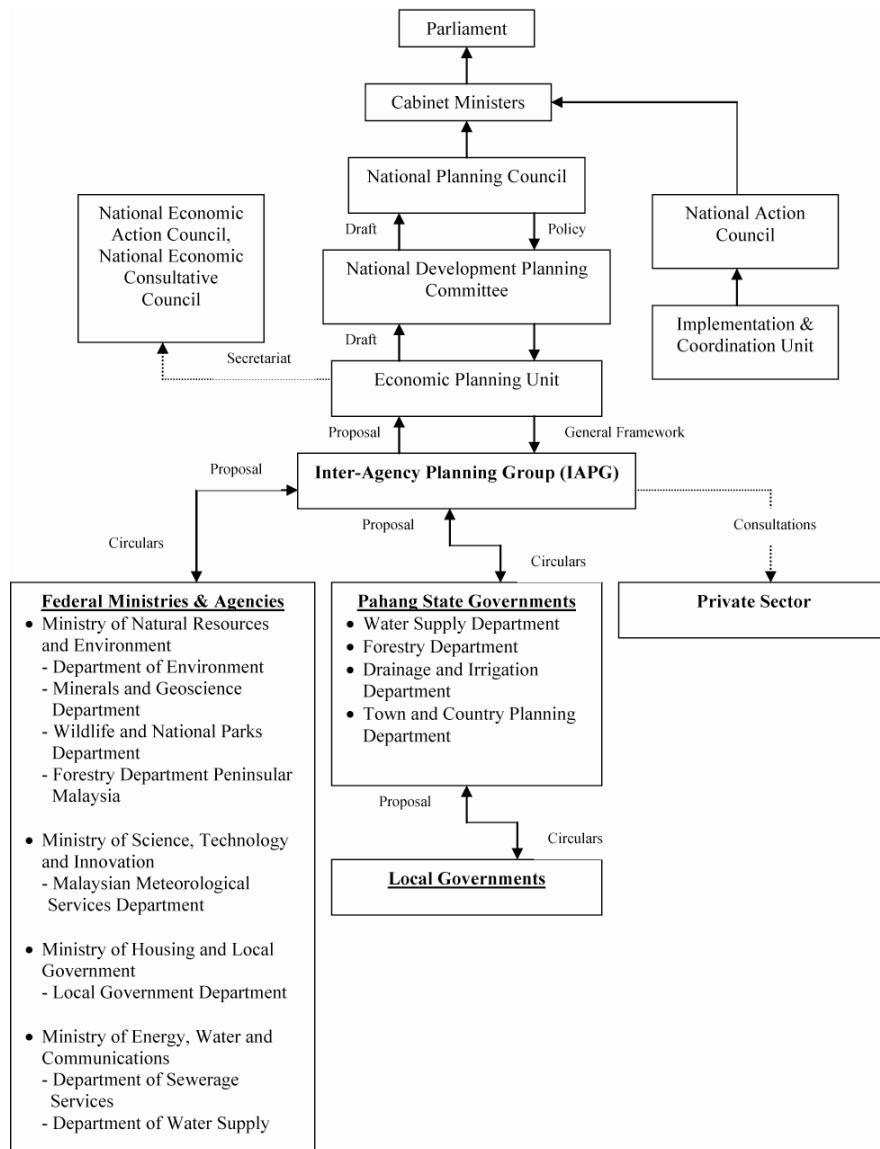 Parliament
Cabinet Ministers
National Planning Council
National Economic
Action Council,
National Economic
Consultative
Council
National Action
Council
Draft
Policy
National Development Planning
Committee
Implementation &
Coordination Unit
Draft
Secretariat
Economic Planning Unit
Proposal
General Framework
Inter-Agency Planning Group (IAPG)
Proposal
Proposal
Consultations
Circulars
Circulars
Federal Ministries & Agencies
• Ministry of Natural Resources
and Environment
- Department of Environment
- Minerals and Geoscience
Department
- Wildlife and National Parks
Department
- Forestry Department Peninsular
Malaysia
• Ministry of Science, Technology
and Innovation
- Malaysian Meteorological
Services Department
• Ministry of Housing and Local
Government
- Local Government Department
• Ministry of Energy, Water and
Communications
- Department of Sewerage
Services
- Department of Water Supply
Pahang State Governments
• Water Supply Department
• Forestry Department
• Drainage and Irrigation
Department
• Town and Country Planning
Department
Private Sector
Proposal
Circulars
Local Governments